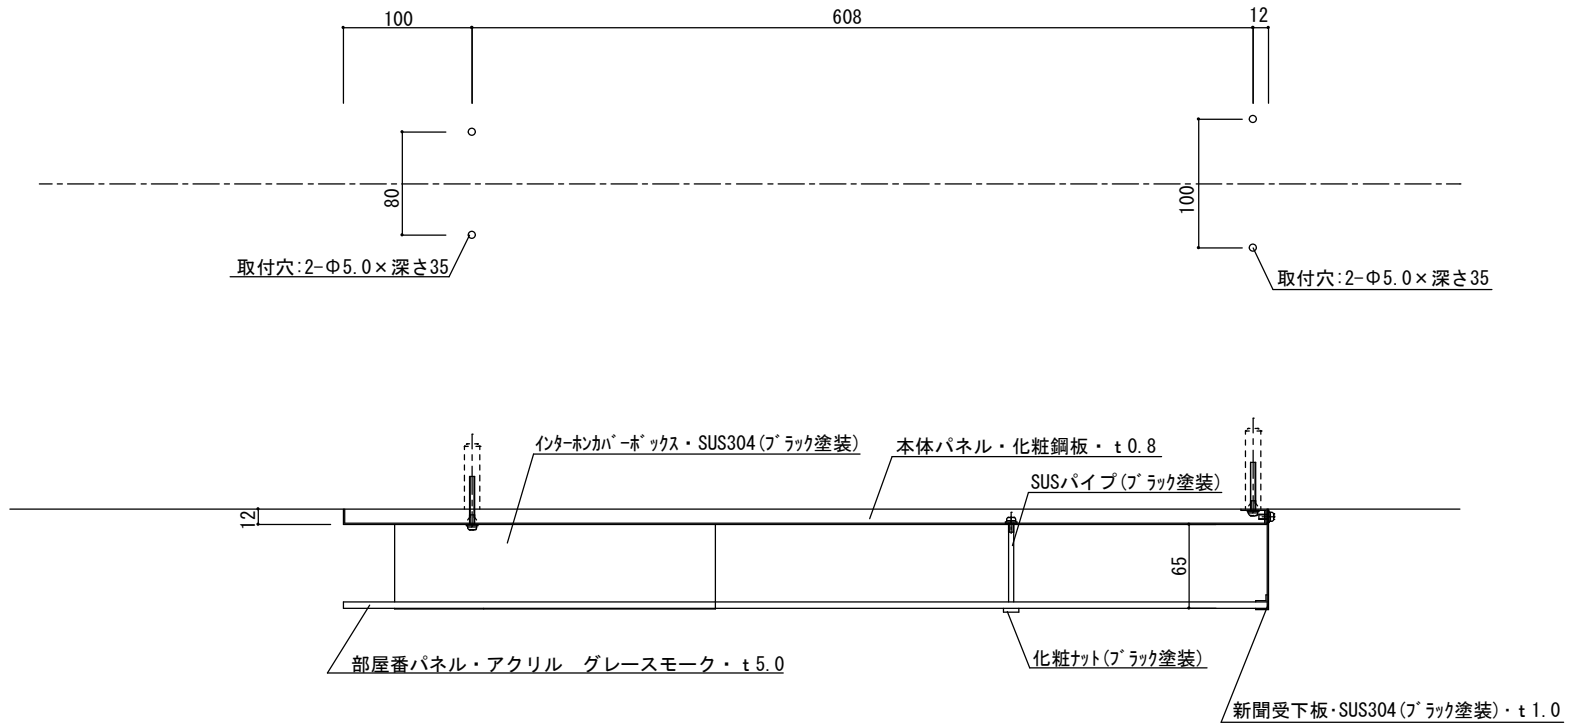 100
608
12
80
100
取付穴:2-Φ5.0×深さ35
取付穴:2-Φ5.0×深さ35
インターホンカバーボックス・SUS304(ブラック塗装)
本体パネル・化粧鋼板・t0.8
SUSパイプ(ブラック塗装)
12
65
部屋番パネル・アクリル　グレースモーク・t5.0
化粧ナット(ブラック塗装)
新聞受下板・SUS304(ブラック塗装)・t1.0